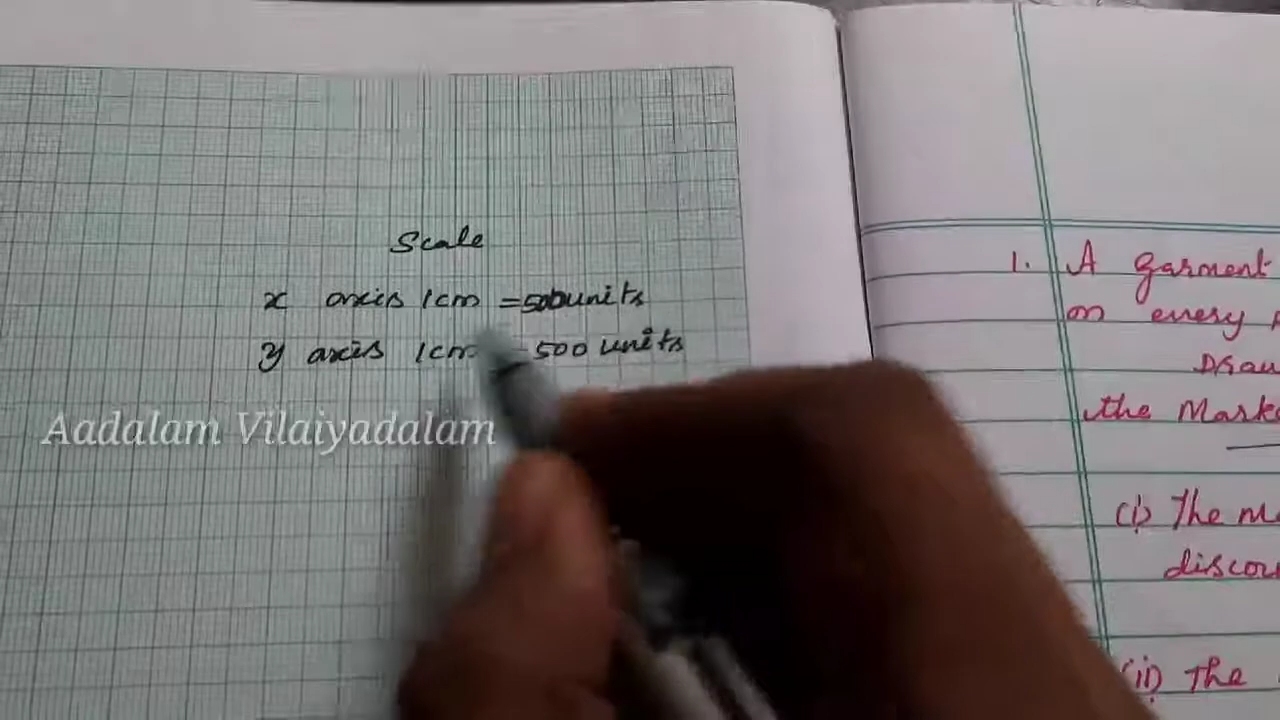 Scale
x axis 1cm = 500 units
y axis 1cm = 500 units
Aadalam Vilaiyadalam
1. A garment
on every
Draw
the Mark
(i) The m
discou
(ii) The